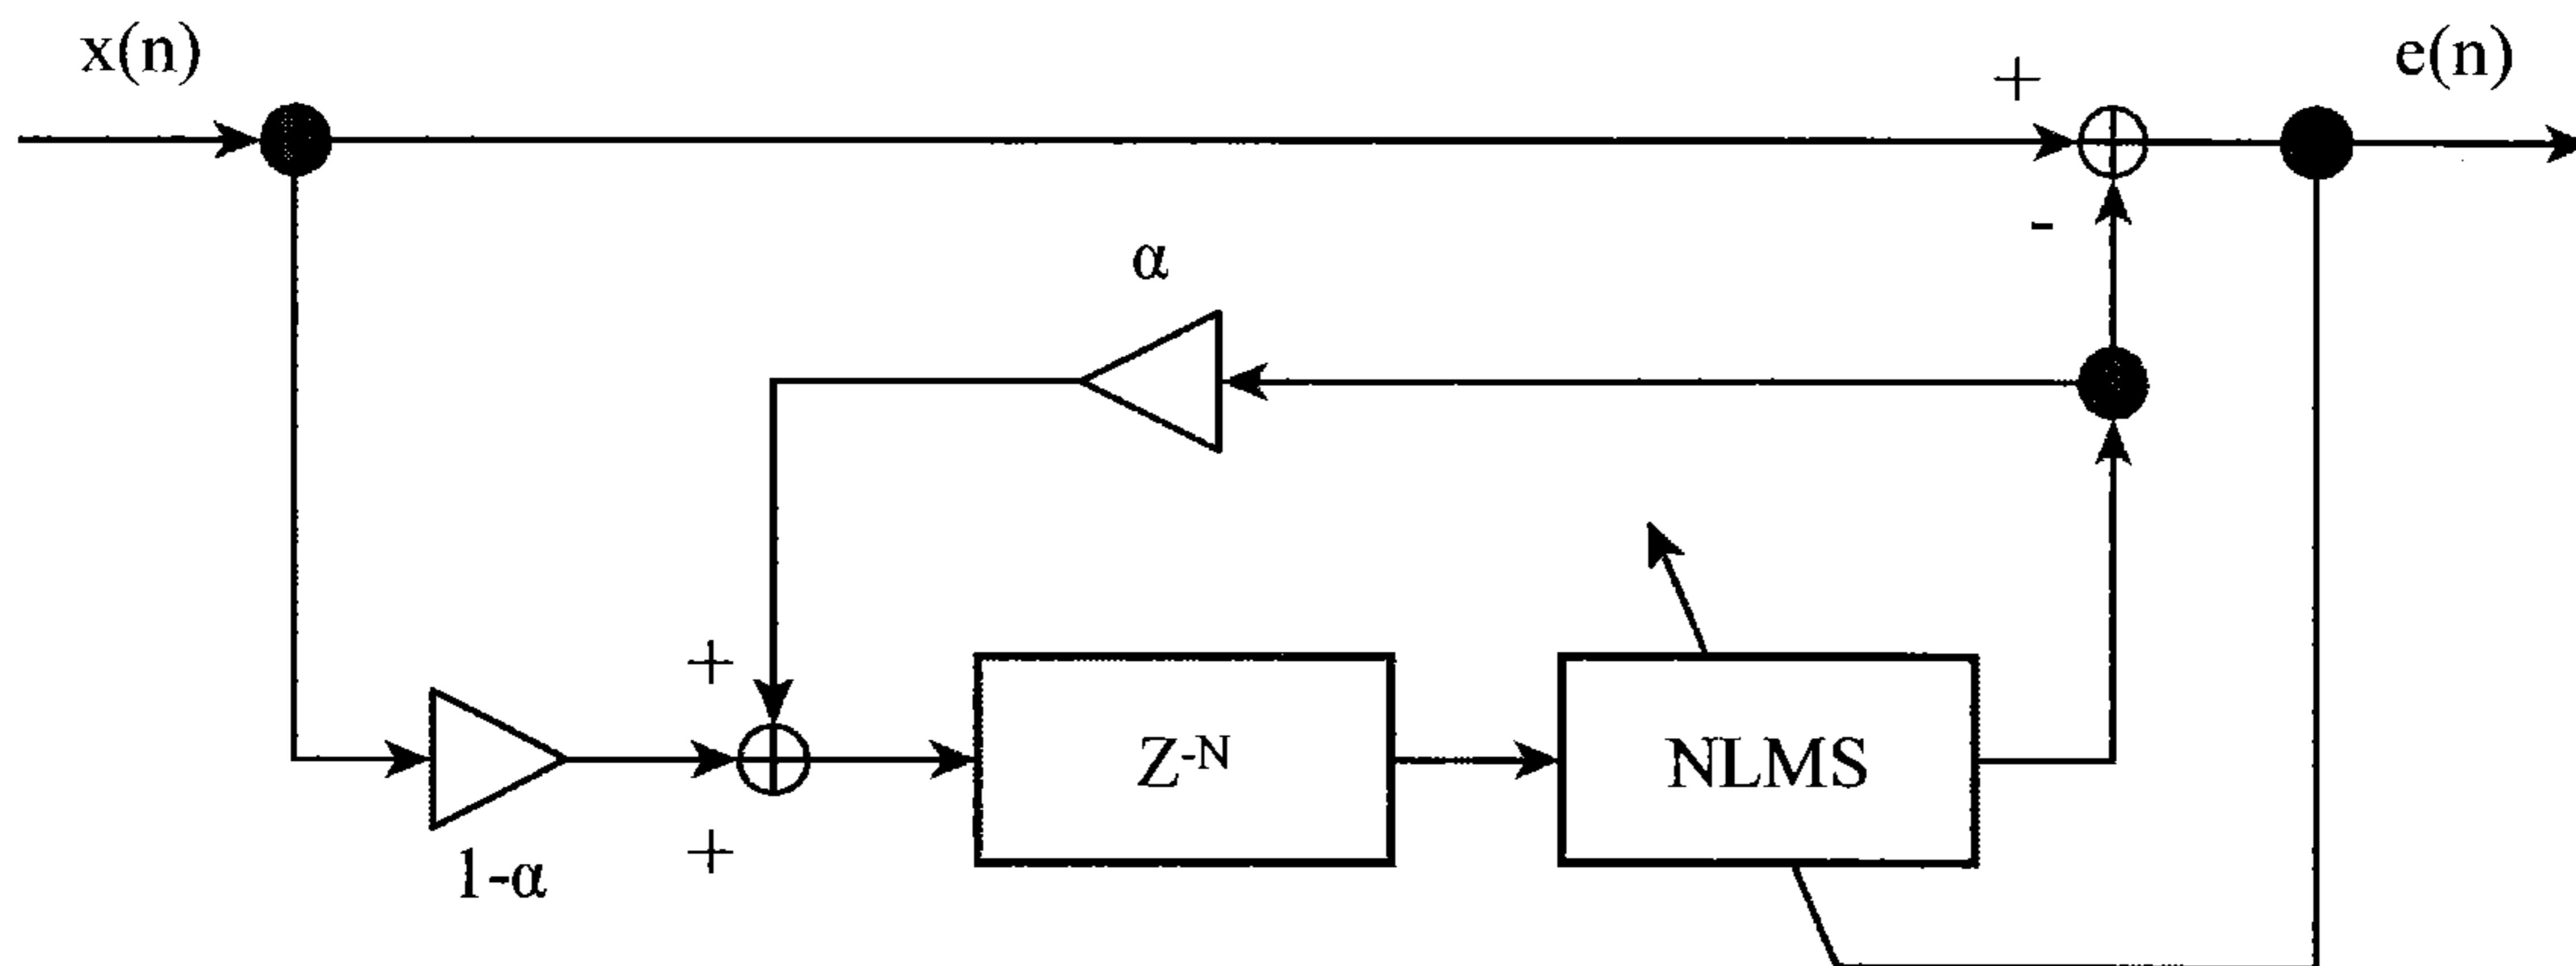 x(n)
+
e(n)
-
α
+
Z^-N
NLMS
+
1-α